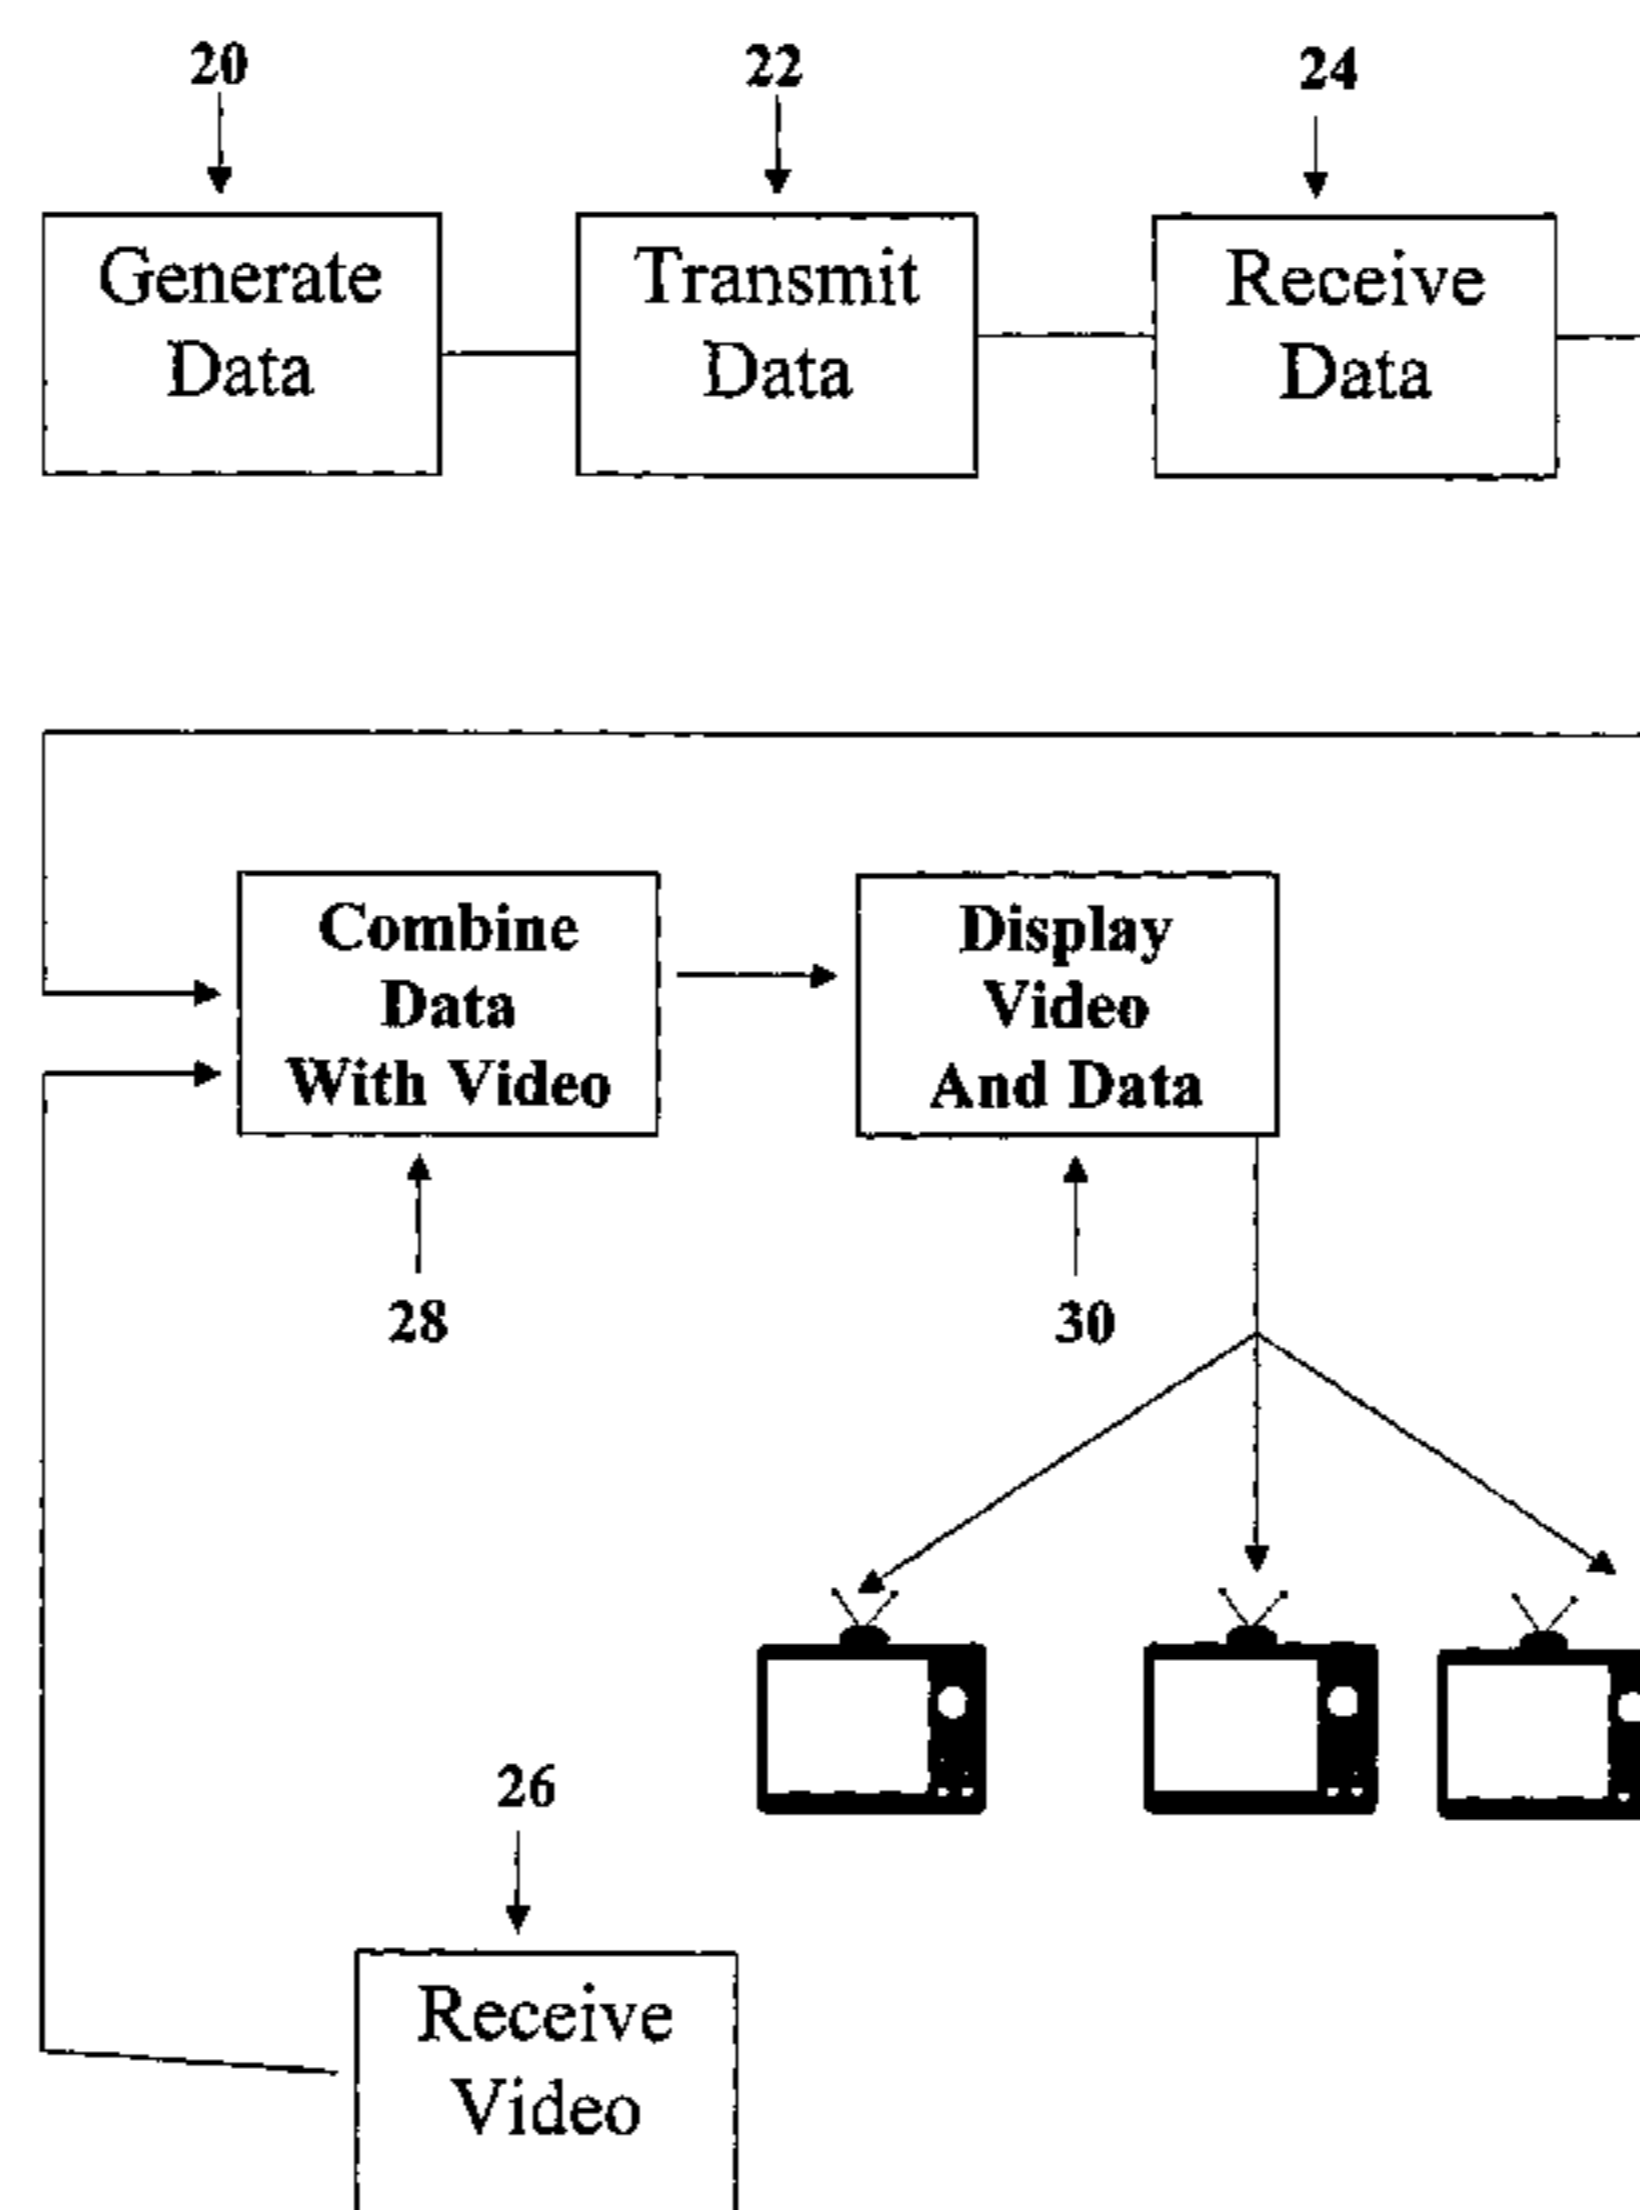 20
22
24
Generate
Data
Transmit
Data
Receive
Data
Combine
Data
With Video
Display
Video
And Data
28
30
26
Receive
Video